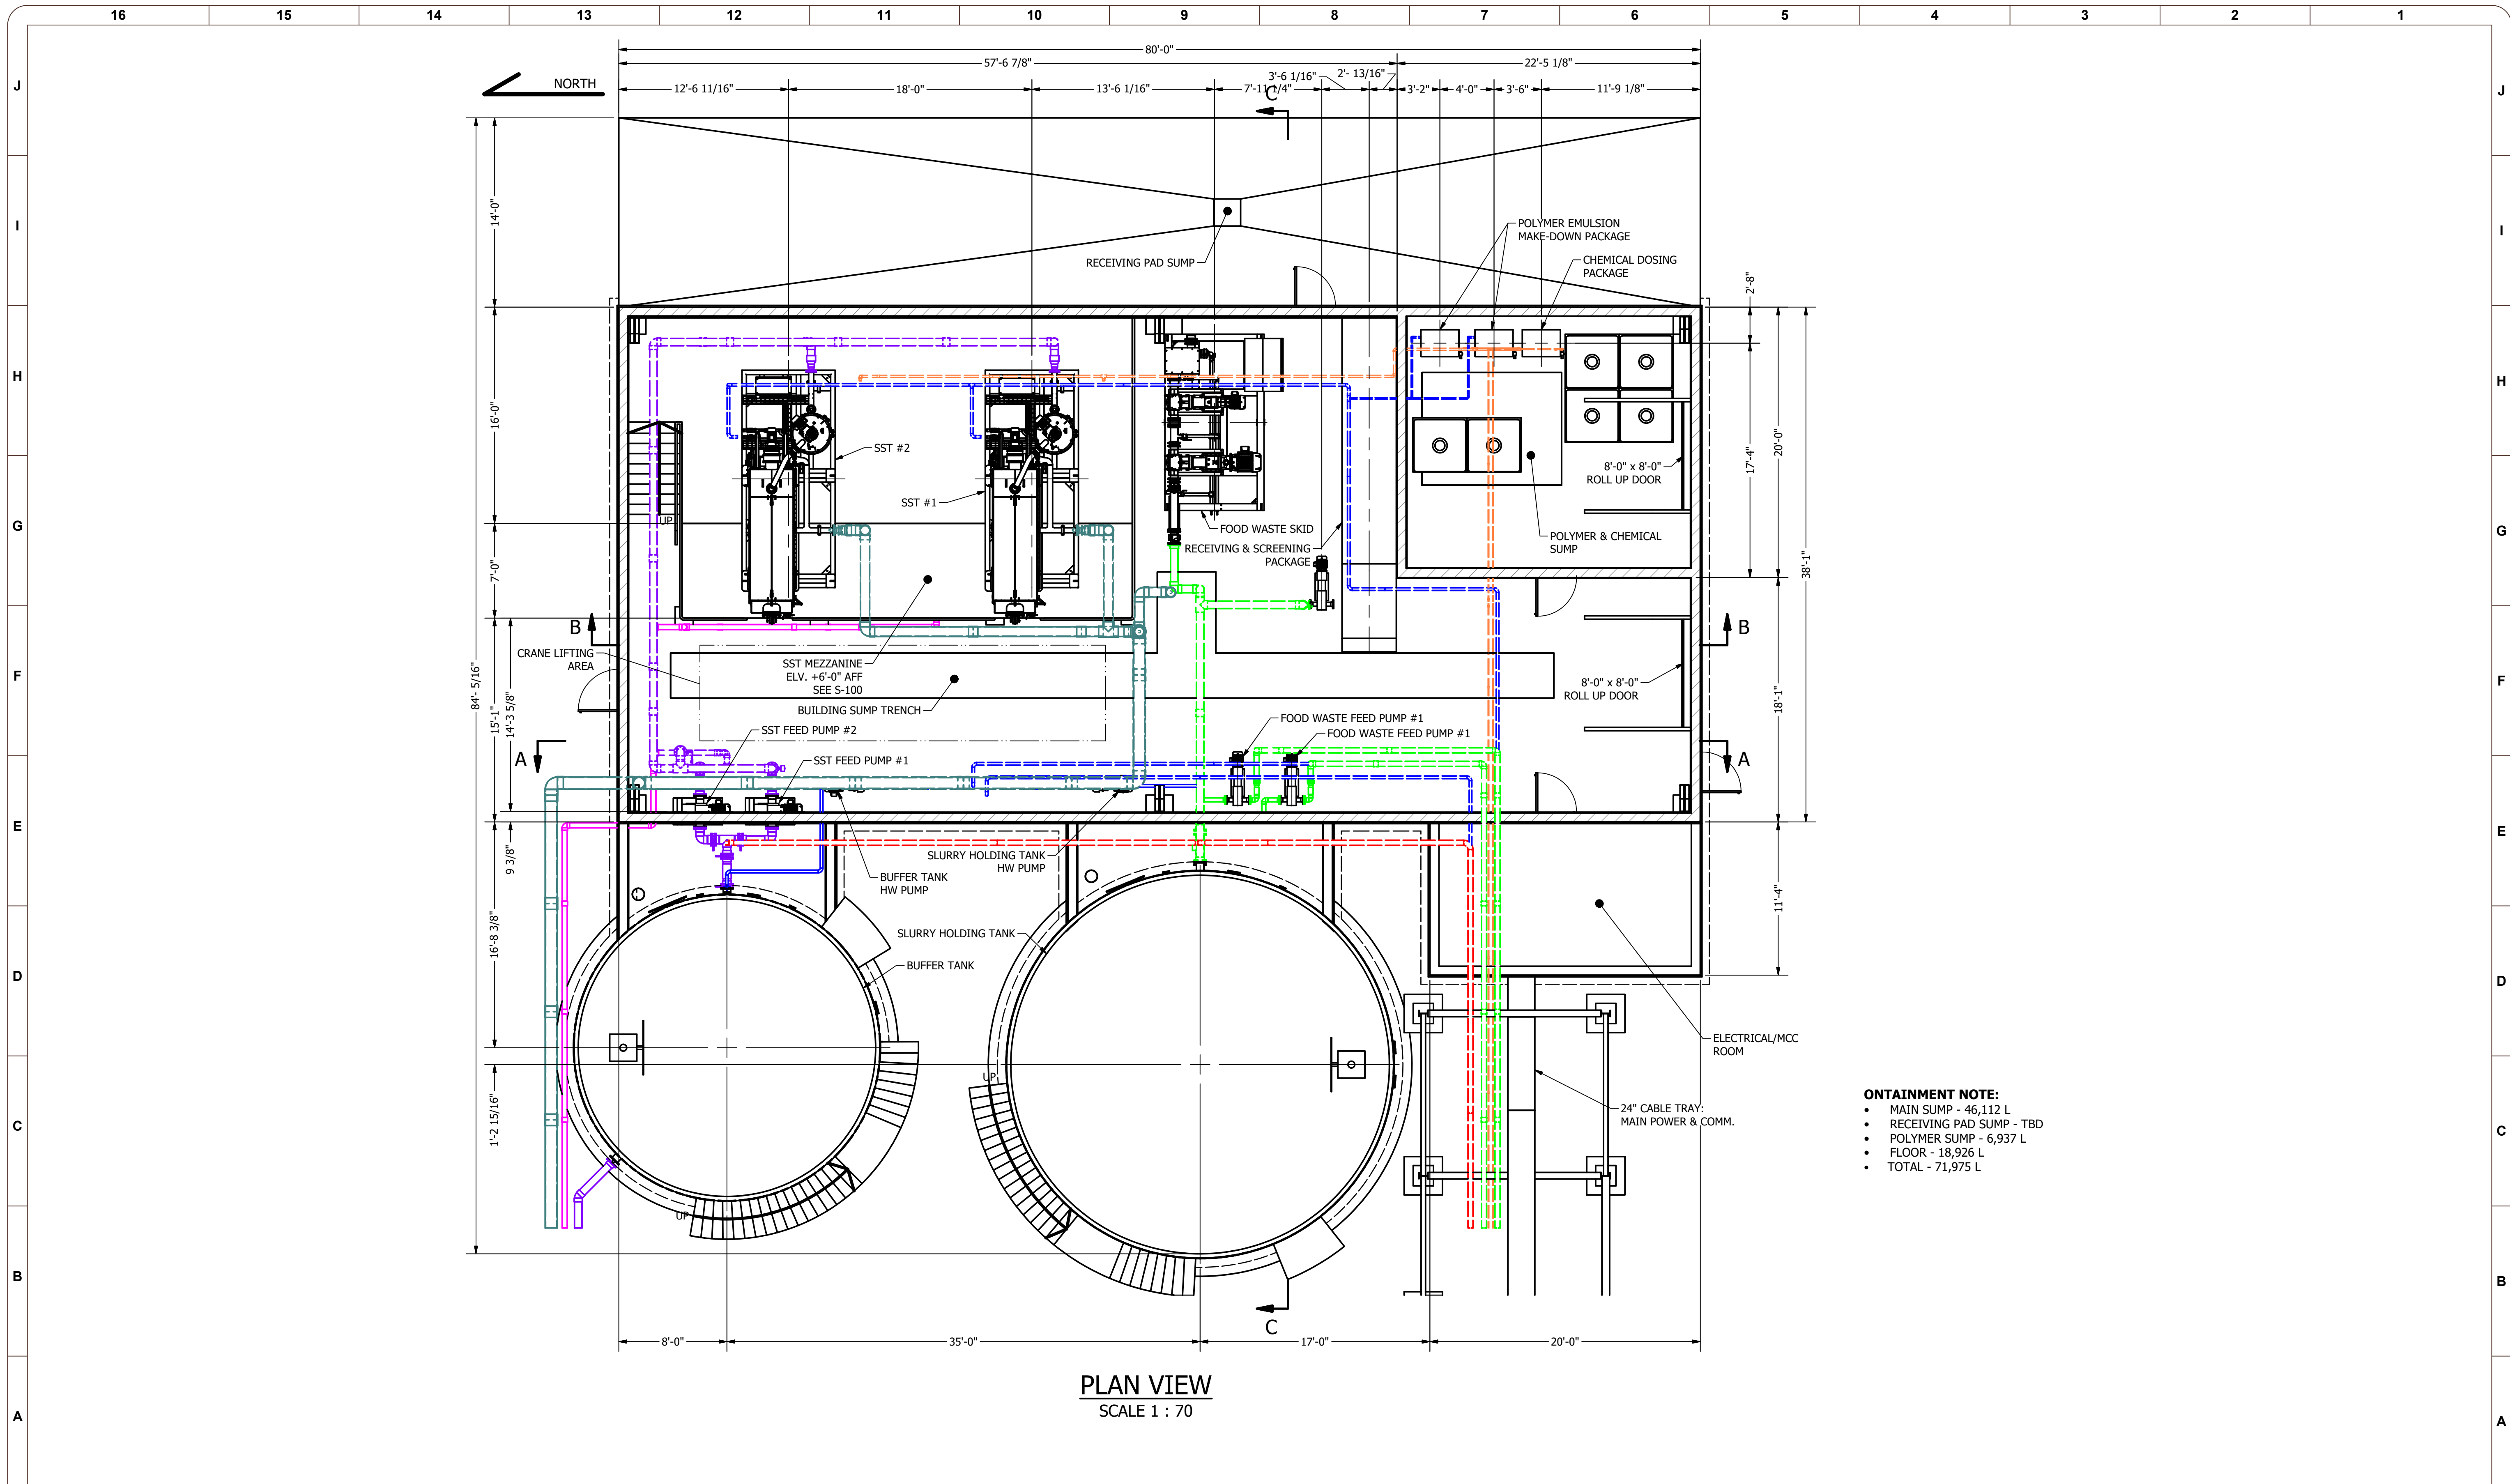 16 15 14 13 12 11 10 9 8 7 6 5 4 3 2 1
J
I
H
G
F
E
D
C
B
A
J
I
H
G
F
E
D
C
B
A
NORTH
80'-0"
57'-6 7/8"
22'-5 1/8"
12'-6 11/16"
18'-0"
13'-6 1/16"
7'-11 1/4"
3'-6 1/16"
2'- 13/16"
3'-2"
4'-0"
3'-6"
11'-9 1/8"
C
14'-0"
RECEIVING PAD SUMP
POLYMER EMULSION
MAKE-DOWN PACKAGE
CHEMICAL DOSING
PACKAGE
2'-8"
16'-0"
17'-4"
20'-0"
38'-1"
SST #2
SST #1
UP
FOOD WASTE SKID
RECEIVING & SCREENING
PACKAGE
8'-0" x 8'-0"
ROLL UP DOOR
POLYMER & CHEMICAL
SUMP
7'-0"
B
B
CRANE LIFTING
AREA
SST MEZZANINE
ELV. +6'-0" AFF
SEE S-100
BUILDING SUMP TRENCH
8'-0" x 8'-0"
ROLL UP DOOR
84'- 5/16"
15'-1"
14'-3 5/8"
18'-1"
SST FEED PUMP #2
SST FEED PUMP #1
FOOD WASTE FEED PUMP #1
FOOD WASTE FEED PUMP #1
A
A
9 3/8"
SLURRY HOLDING TANK
HW PUMP
BUFFER TANK
HW PUMP
16'-8 3/8"
11'-4"
SLURRY HOLDING TANK
BUFFER TANK
ELECTRICAL/MCC
ROOM
1'-2 15/16"
UP
UP
24" CABLE TRAY:
MAIN POWER & COMM.
ONTAINMENT NOTE:
• MAIN SUMP - 46,112 L
• RECEIVING PAD SUMP - TBD
• POLYMER SUMP - 6,937 L
• FLOOR - 18,926 L
• TOTAL - 71,975 L
C
8'-0"
35'-0"
17'-0"
20'-0"
PLAN VIEW
SCALE 1 : 70